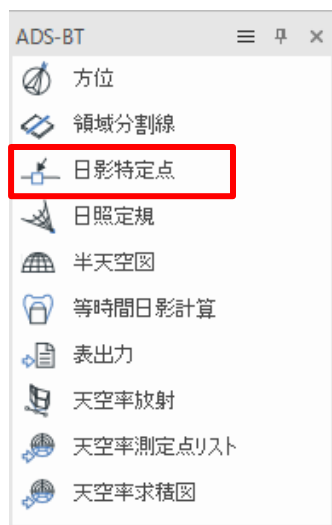 ADS-BT
方位
領域分割線
日影特定点
日照定規
半天空図
等時間日影計算
表出力
天空率放射
天空率測定点リスト
天空率求積図